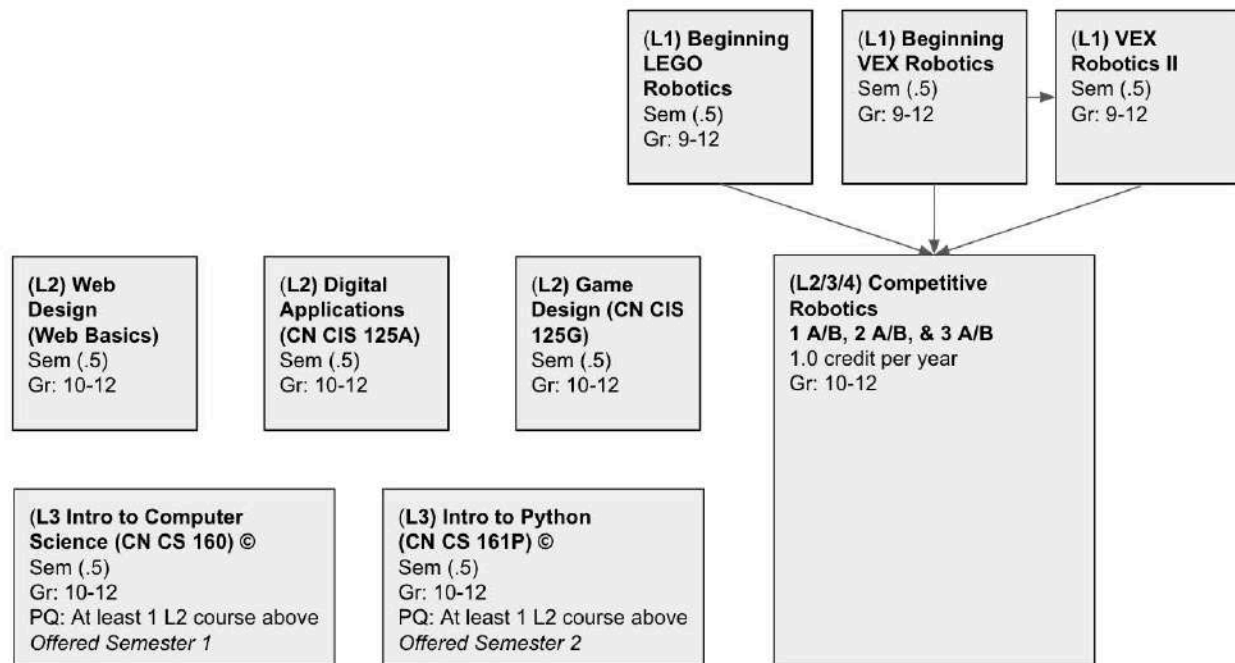 (L1) Beginning
LEGO
Robotics
Sem (.5)
Gr: 9-12
(L1) Beginning
VEX Robotics
Sem (.5)
Gr: 9-12
(L1) VEX
Robotics II
Sem (.5)
Gr: 9-12
(L2) Web
Design
(Web Basics)
Sem (.5)
Gr: 10-12
(L2) Digital
Applications
(CN CIS 125A)
Sem (.5)
Gr: 10-12
(L2) Game
Design (CN CIS
125G)
Sem (.5)
Gr: 10-12
(L2/3/4) Competitive
Robotics
1 A/B, 2 A/B, & 3 A/B
1.0 credit per year
Gr: 10-12
(L3 Intro to Computer
Science (CN CS 160) ©
Sem (.5)
Gr: 10-12
PQ: At least 1 L2 course above
Offered Semester 1
(L3) Intro to Python
(CN CS 161P) ©
Sem (.5)
Gr: 10-12
PQ: At least 1 L2 course above
Offered Semester 2